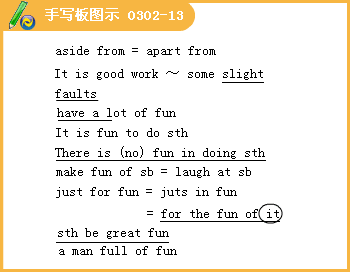 手写板图示 0302-13
aside from = apart from
It is good work ～ some slight
faults
have a lot of fun
It is fun to do sth
There is (no) fun in doing sth
make fun of sb = laugh at sb
just for fun = juts in fun
= for the fun of it
sth be great fun
a man full of fun